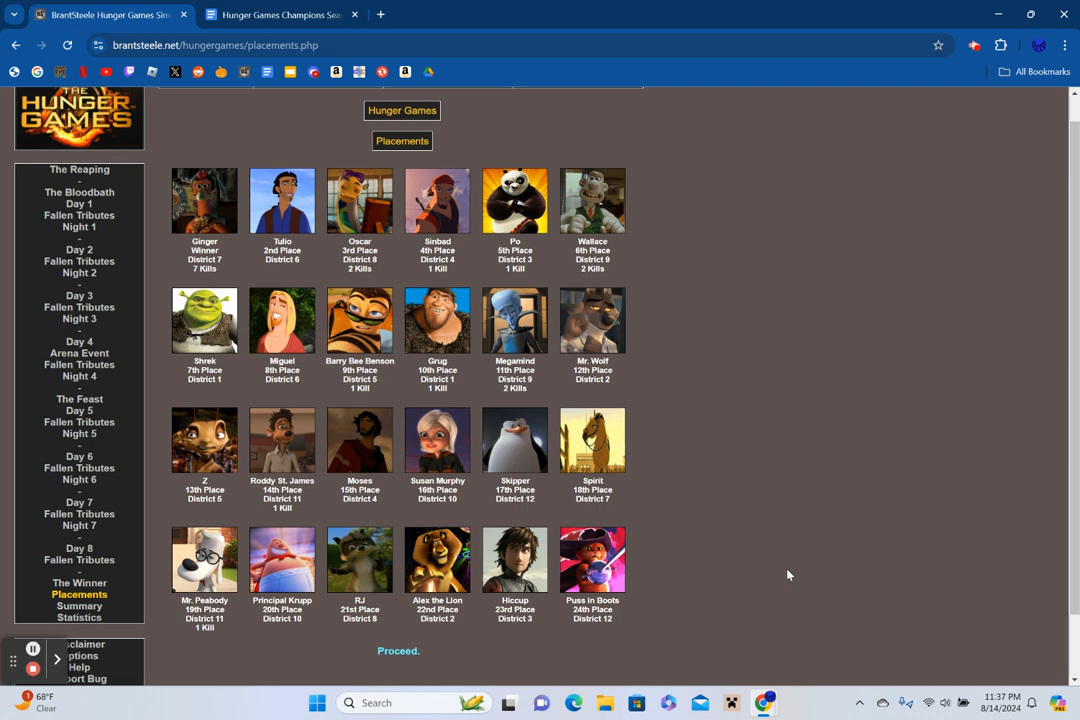 BrantSteele Hunger Games Sim
Hunger Games Champions Sea
brantsteele.net/hungergames/placements.php
All Bookmarks
THE
HUNGER
GAMES
Hunger Games
Placements
The Reaping
-
The Bloodbath
Day 1
Fallen Tributes
Night 1
-
Day 2
Fallen Tributes
Night 2
-
Day 3
Fallen Tributes
Night 3
-
Day 4
Arena Event
Fallen Tributes
Night 4
-
The Feast
Day 5
Fallen Tributes
Night 5
-
Day 6
Fallen Tributes
Night 6
-
Day 7
Fallen Tributes
Night 7
-
Day 8
Fallen Tributes
-
The Winner
Placements
Summary
Statistics
sclaimer
ptions
Help
port Bug
Ginger
Winner
District 7
7 Kills
Tulio
2nd Place
District 6
Oscar
3rd Place
District 8
2 Kills
Sinbad
4th Place
District 4
1 Kill
Po
5th Place
District 3
1 Kill
Wallace
6th Place
District 9
2 Kills
Shrek
7th Place
District 1
Miguel
8th Place
District 6
Barry Bee Benson
9th Place
District 5
1 Kill
Grug
10th Place
District 1
1 Kill
Megamind
11th Place
District 9
2 Kills
Mr. Wolf
12th Place
District 2
Z
13th Place
District 5
Roddy St. James
14th Place
District 11
1 Kill
Moses
15th Place
District 4
Susan Murphy
16th Place
District 10
Skipper
17th Place
District 12
Spirit
18th Place
District 7
Mr. Peabody
19th Place
District 11
1 Kill
Principal Krupp
20th Place
District 10
RJ
21st Place
District 8
Alex the Lion
22nd Place
District 2
Hiccup
23rd Place
District 3
Puss in Boots
24th Place
District 12
Proceed.
1
68°F
Clear
Search
11:37 PM
8/14/2024
PRE